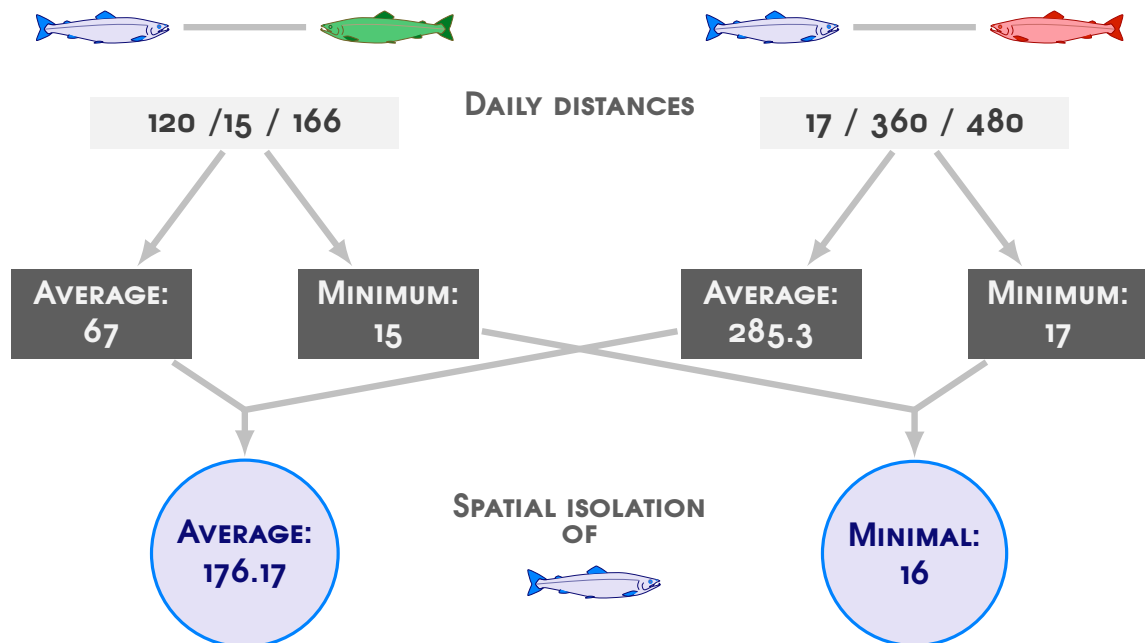 Daily distances
120 /15 / 166
17 / 360 / 480
Average:
67
Minimum:
15
Average:
285.3
Minimum:
17
Average:
176.17
Spatial isolation
of
Minimal:
16